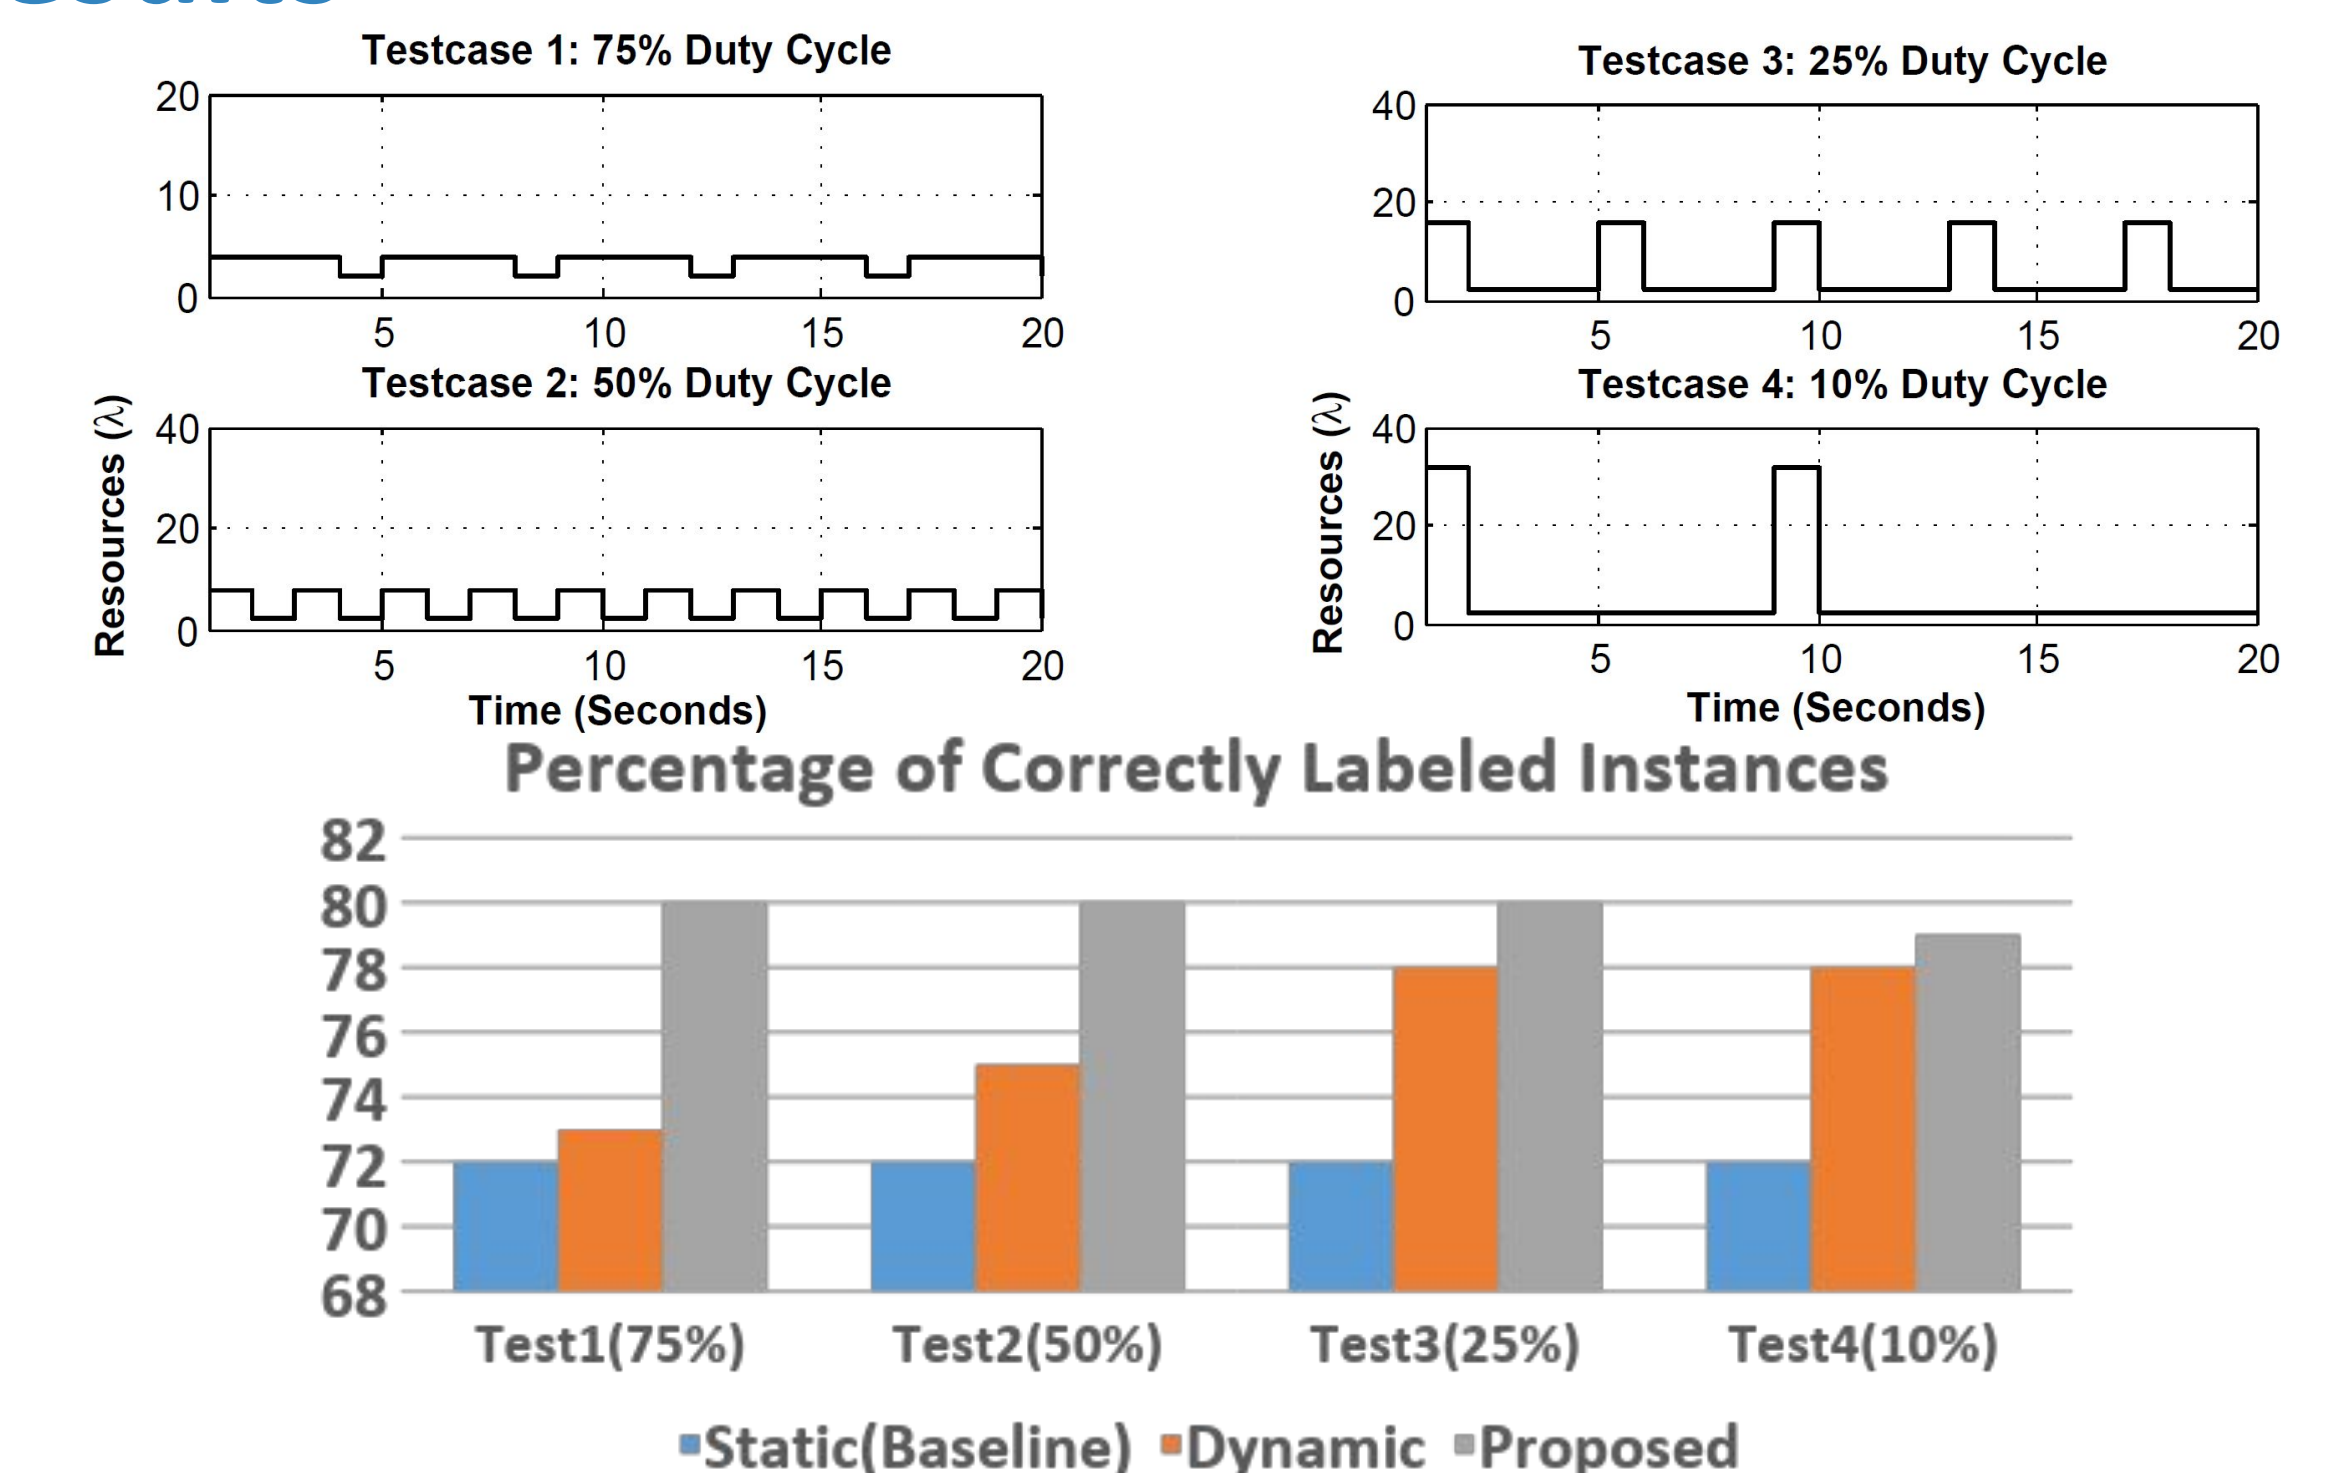 Testcase 1: 75% Duty Cycle
20
10
0
5 10 15 20
Testcase 2: 50% Duty Cycle
Resources (λ)
40
20
0
5 10 15 20
Time (Seconds)
Testcase 3: 25% Duty Cycle
40
20
0
5 10 15 20
Testcase 4: 10% Duty Cycle
Resources (λ)
40
20
0
5 10 15 20
Time (Seconds)
Percentage of Correctly Labeled Instances
82
80
78
76
74
72
70
68
Test1(75%) Test2(50%) Test3(25%) Test4(10%)
Static(Baseline) Dynamic Proposed